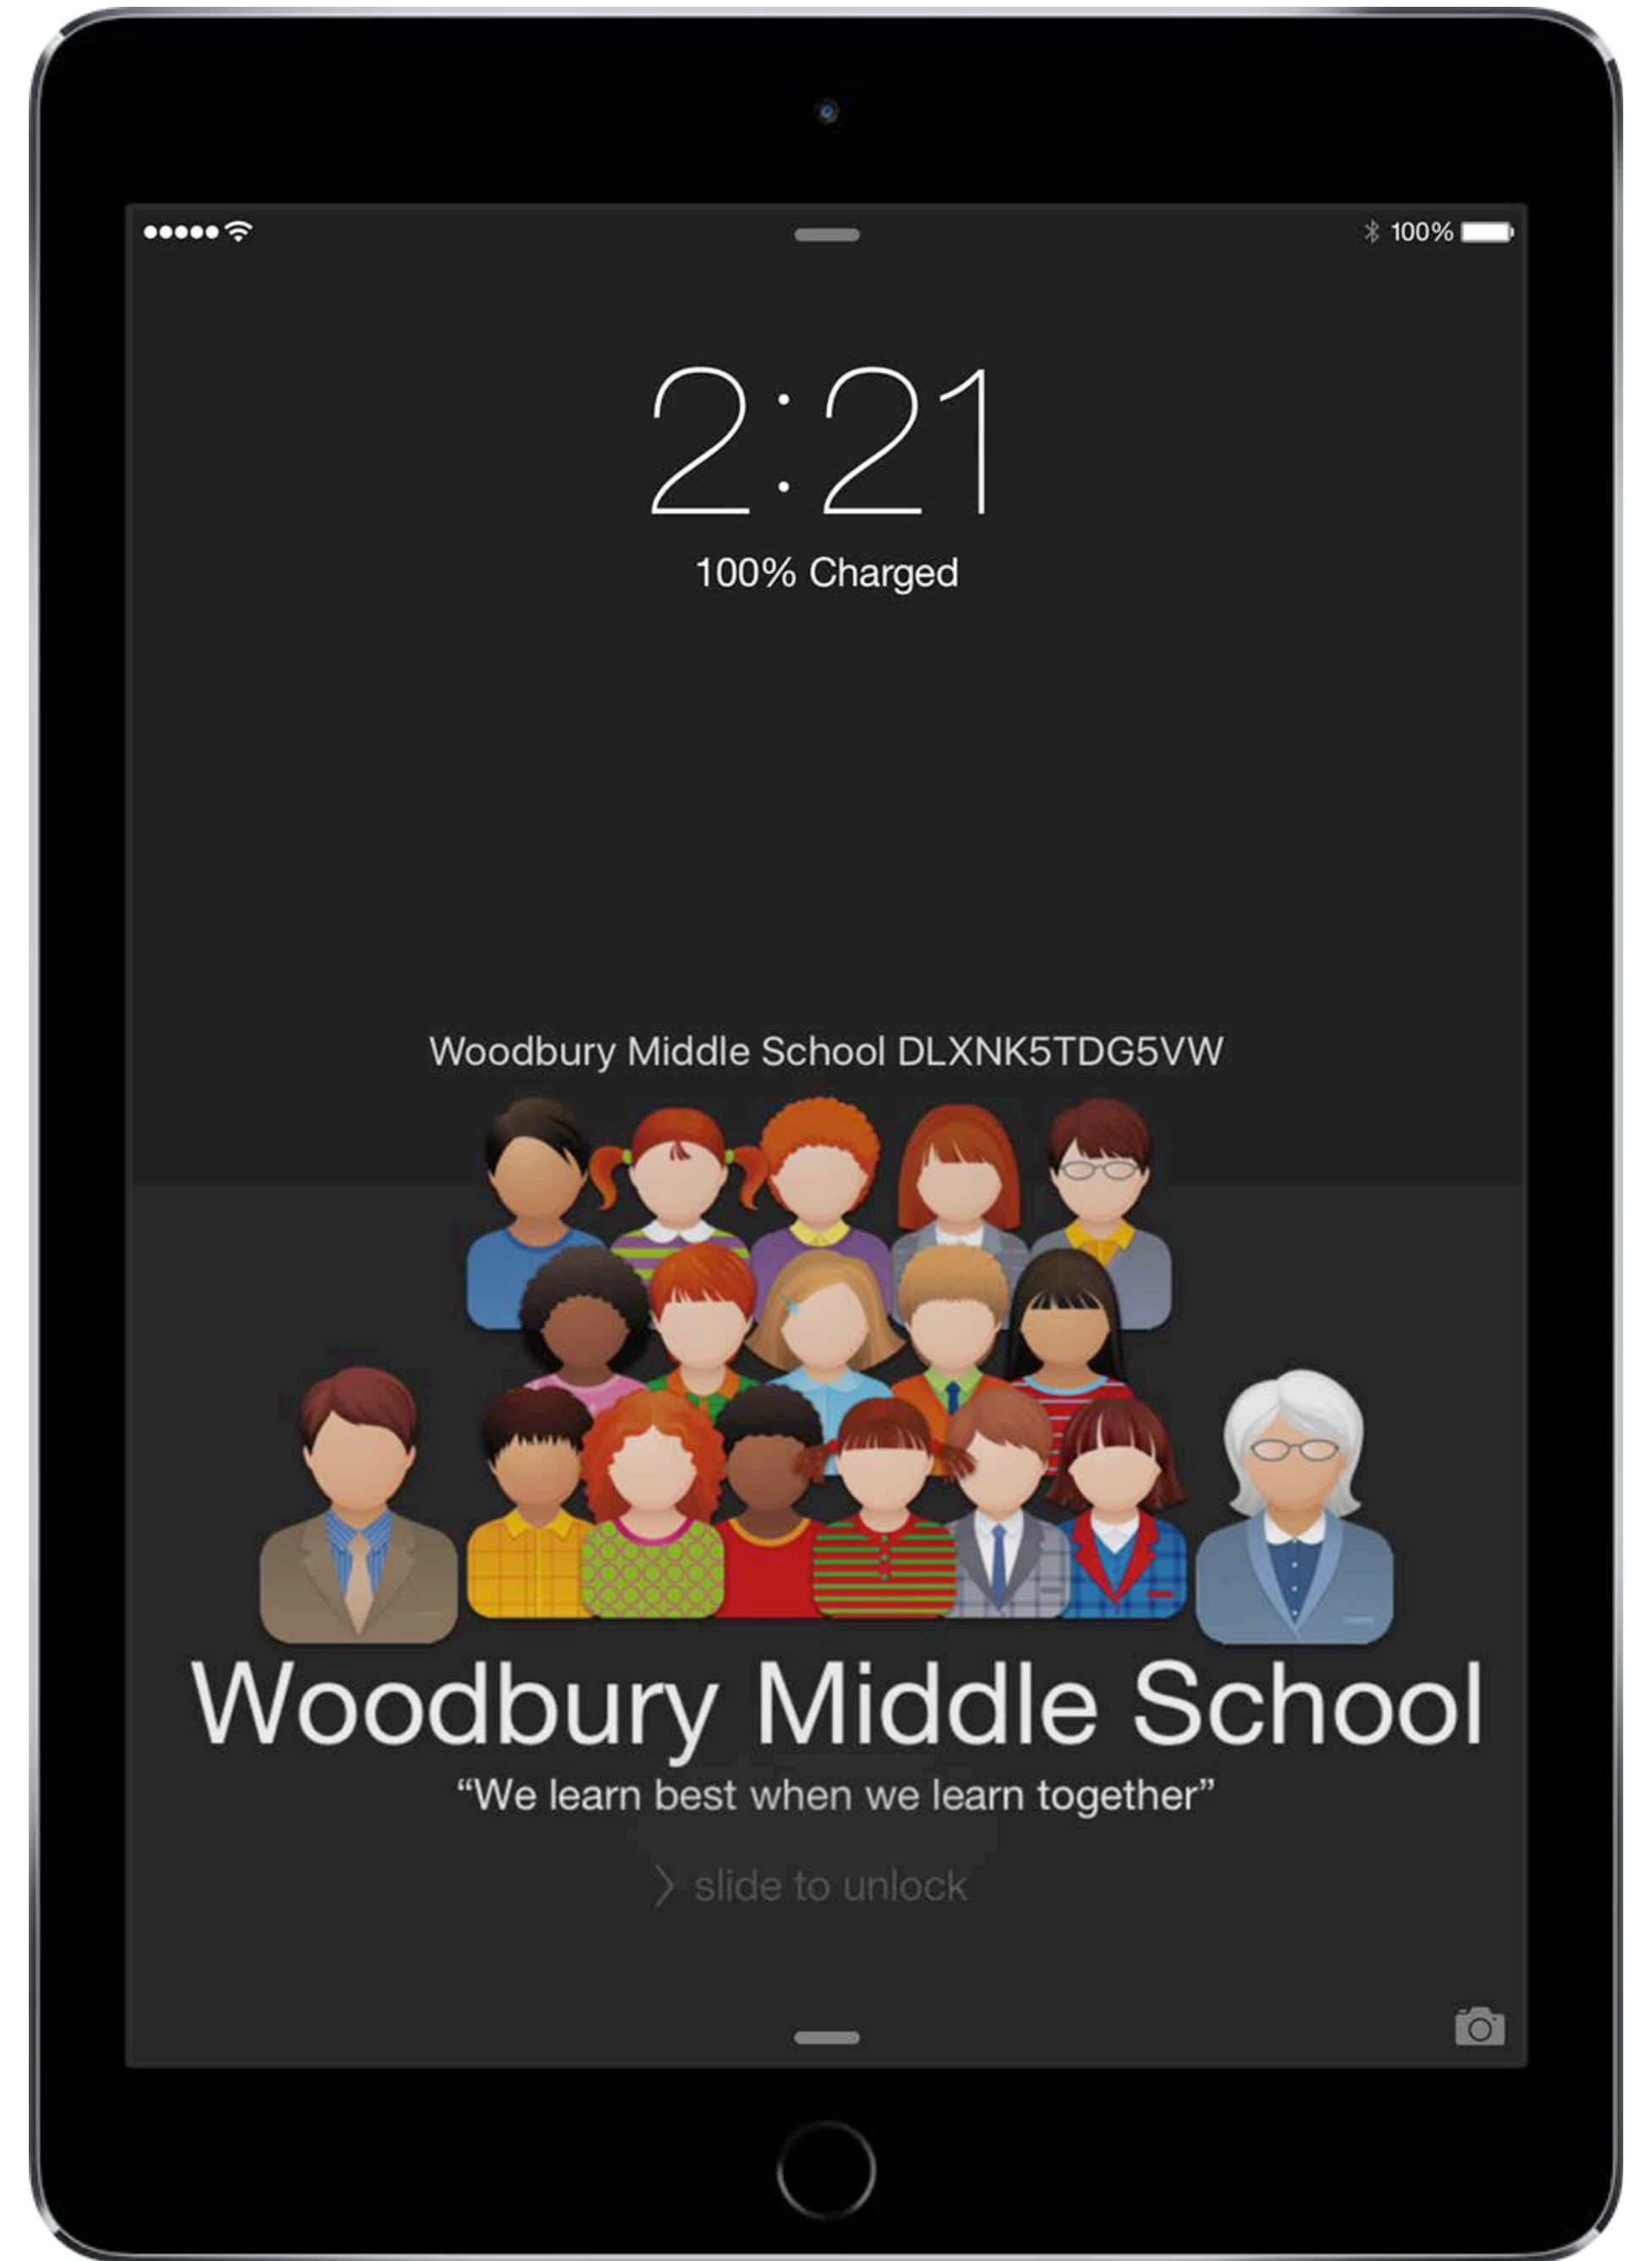 100%
2:21
100% Charged
Woodbury Middle School DLXNK5TDG5VW
Woodbury Middle School
“We learn best when we learn together”
slide to unlock